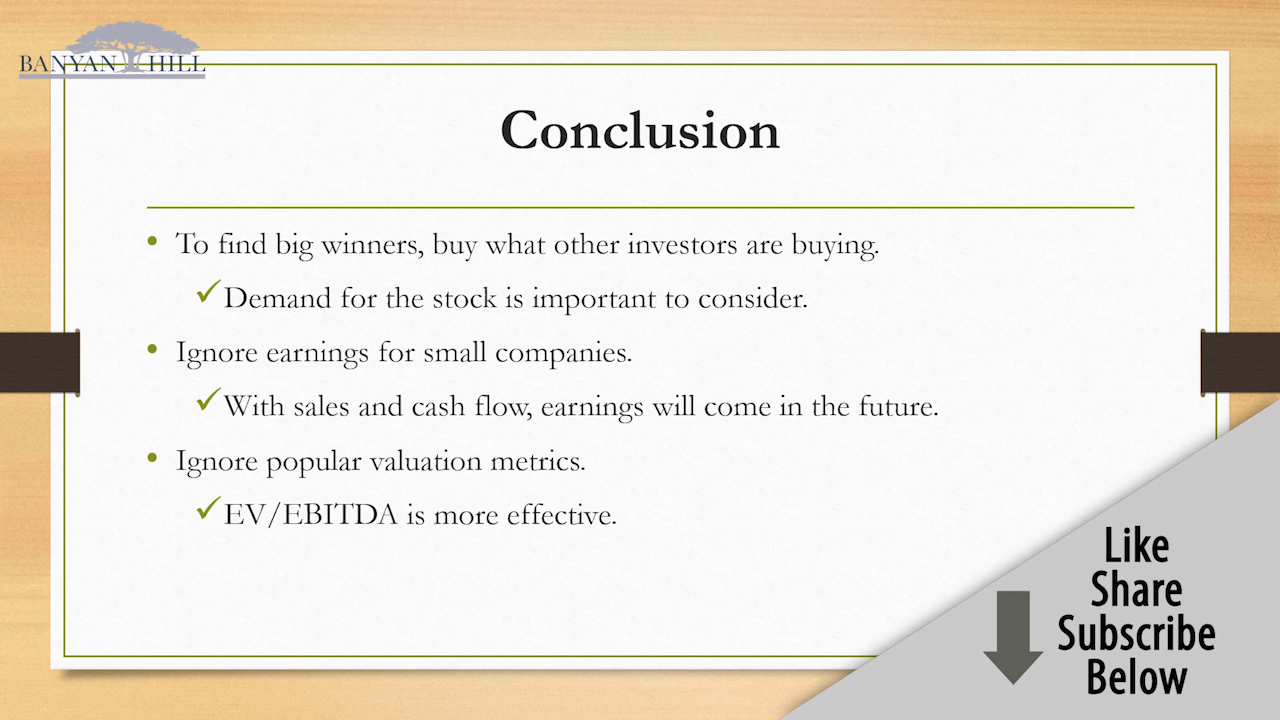 BANYAN HILL
Conclusion
• To find big winners, buy what other investors are buying.
✓Demand for the stock is important to consider.
• Ignore earnings for small companies.
✓With sales and cash flow, earnings will come in the future.
• Ignore popular valuation metrics.
✓EV/EBITDA is more effective.
Like
Share
Subscribe
Below